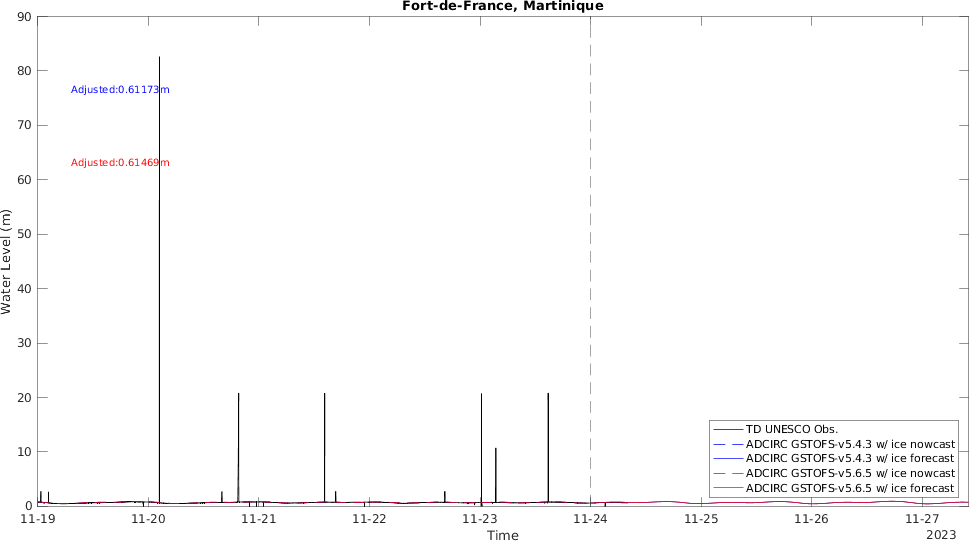 Fort-de-France, Martinique
90
80
70
60
50
40
30
20
10
0
Water Level (m)
Adjusted:0.61173m
Adjusted:0.61469m
TD UNESCO Obs.
ADCIRC GSTOFS-v5.4.3 w/ ice nowcast
ADCIRC GSTOFS-v5.4.3 w/ ice forecast
ADCIRC GSTOFS-v5.6.5 w/ ice nowcast
ADCIRC GSTOFS-v5.6.5 w/ ice forecast
11-19 11-20 11-21 11-22 11-23 11-24 11-25 11-26 11-27
Time
2023